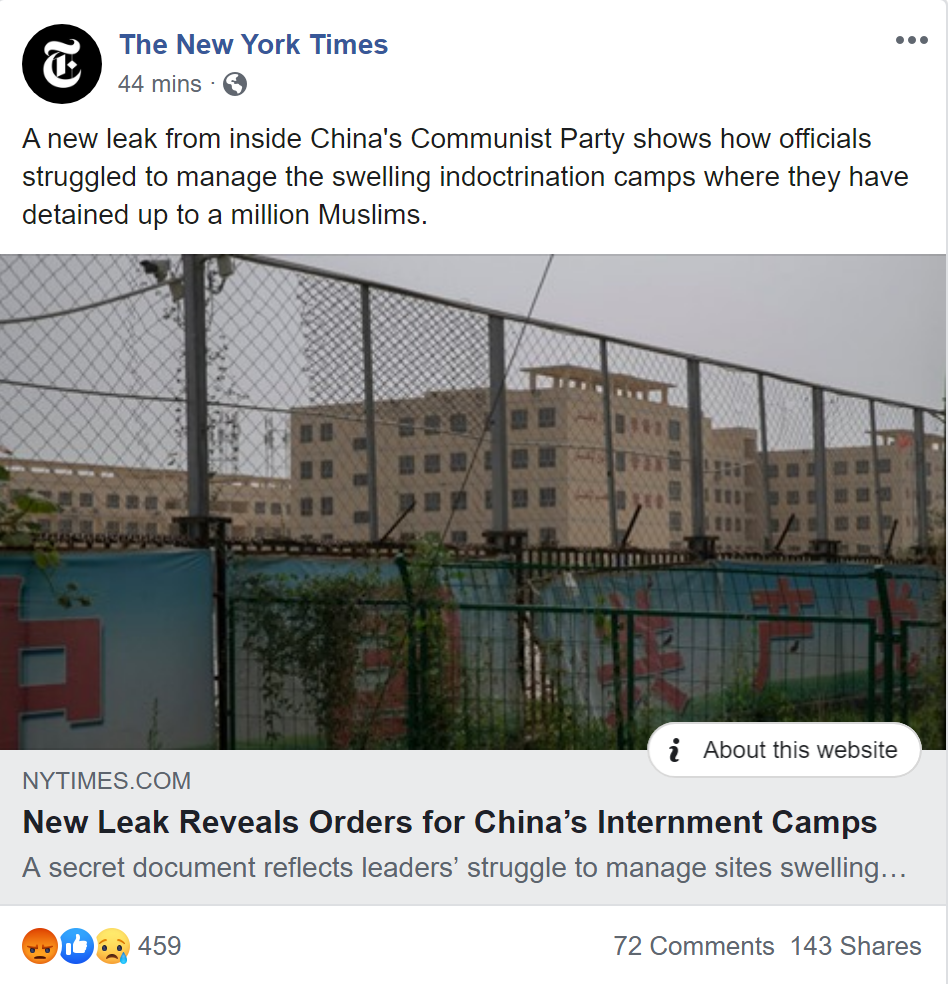 The New York Times
44 mins ·
A new leak from inside China's Communist Party shows how officials
struggled to manage the swelling indoctrination camps where they have
detained up to a million Muslims.
中国共产党
About this website
NYTIMES.COM
New Leak Reveals Orders for China’s Internment Camps
A secret document reflects leaders’ struggle to manage sites swelling…
459
72 Comments 143 Shares